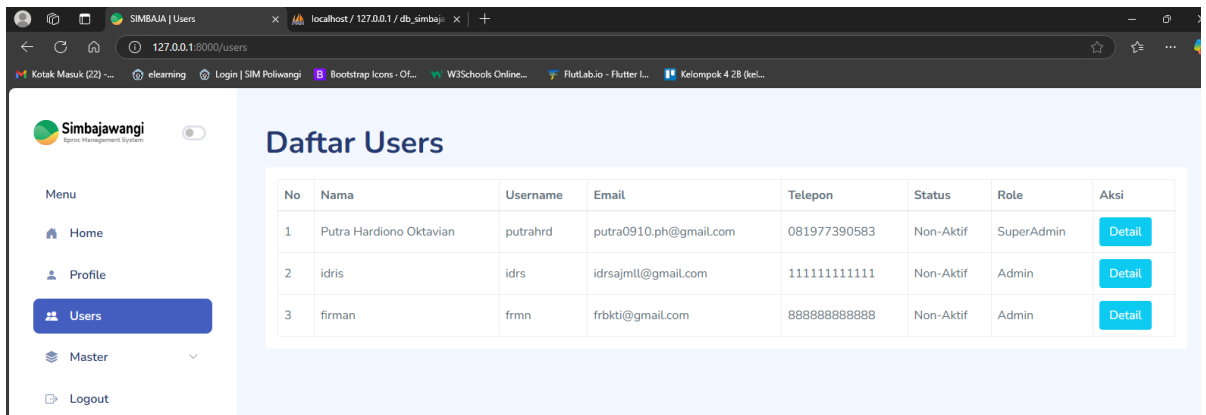 SIMBAJA | Users
localhost / 127.0.0.1 / db_simbaja
127.0.0.1:8000/users
Kotak Masuk (22) -...
elearning
Login | SIM Poliwangi
Bootstrap Icons · Of...
W3Schools Online...
FlutLab.io - Flutter I...
Kelompok 4 2B (kel...
Simbajawangi
Eproc Management System
Daftar Users
Menu
Home
Profile
Users
Master
Logout
No Nama Username Email Telepon Status Role Aksi
1 Putra Hardiono Oktavian putrahrd putra0910.ph@gmail.com 081977390583 Non-Aktif SuperAdmin Detail
2 idris idrs idrsajmll@gmail.com 111111111111 Non-Aktif Admin Detail
3 firman frmn frbkti@gmail.com 888888888888 Non-Aktif Admin Detail